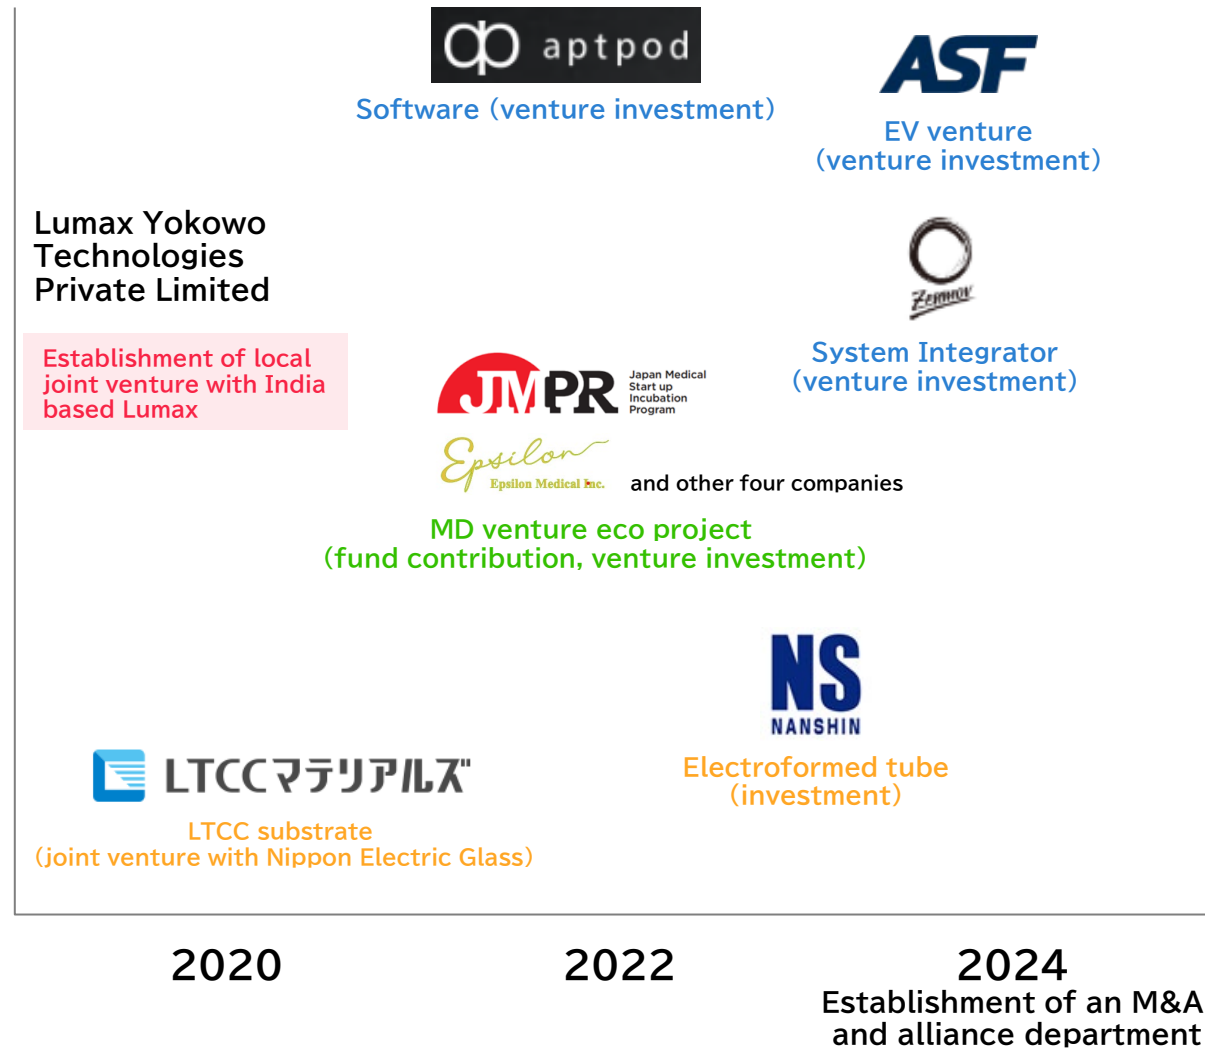 aptpod
Software (venture investment)
ASF
EV venture
(venture investment)
Lumax Yokowo
Technologies
Private Limited
Zenmov
System Integrator
(venture investment)
Establishment of local
joint venture with India
based Lumax
JMPR
Japan Medical
Start up
Incubation
Program
Epsilon
Epsilon Medical Inc.
and other four companies
MD venture eco project
(fund contribution, venture investment)
NS
NANSHIN
Electroformed tube
(investment)
LTCCマテリアルズ
LTCC substrate
(joint venture with Nippon Electric Glass)
2020
2022
2024
Establishment of an M&A
and alliance department